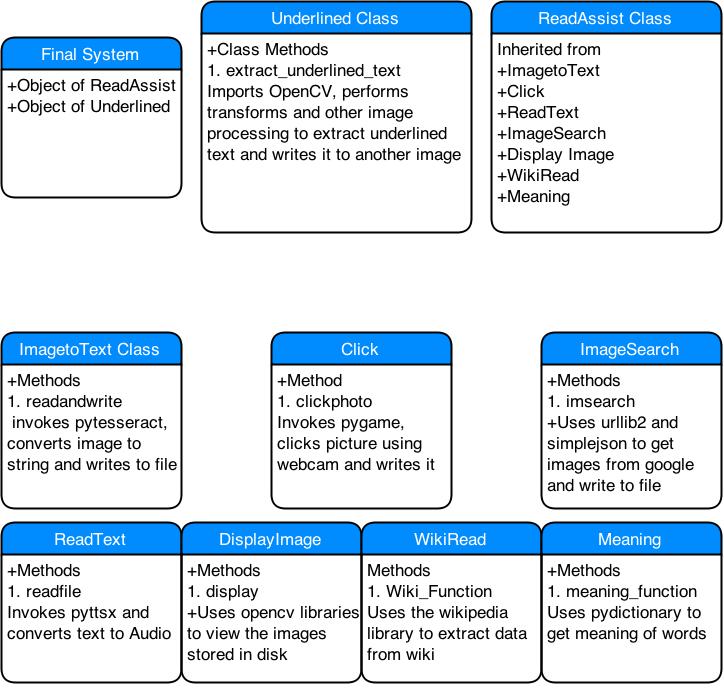 Final System
+Object of ReadAssist
+Object of Underlined
Underlined Class
+Class Methods
1. extract_underlined_text
Imports OpenCV, performs
transforms and other image
processing to extract underlined
text and writes it to another image
ReadAssist Class
Inherited from
+ImagetoText
+Click
+ReadText
+ImageSearch
+Display Image
+WikiRead
+Meaning
ImagetoText Class
+Methods
1. readandwrite
invokes pytesseract,
converts image to
string and writes to file
Click
+Method
1. clickphoto
Invokes pygame,
clicks picture using
webcam and writes it
ImageSearch
+Methods
1. imsearch
+Uses urllib2 and
simplejson to get
images from google
and write to file
ReadText
+Methods
1. readfile
Invokes pyttsx and
converts text to Audio
DisplayImage
+Methods
1. display
+Uses opencv libraries
to view the images
stored in disk
WikiRead
Methods
1. Wiki_Function
Uses the wikipedia
library to extract data
from wiki
Meaning
+Methods
1. meaning_function
Uses pydictionary to
get meaning of words